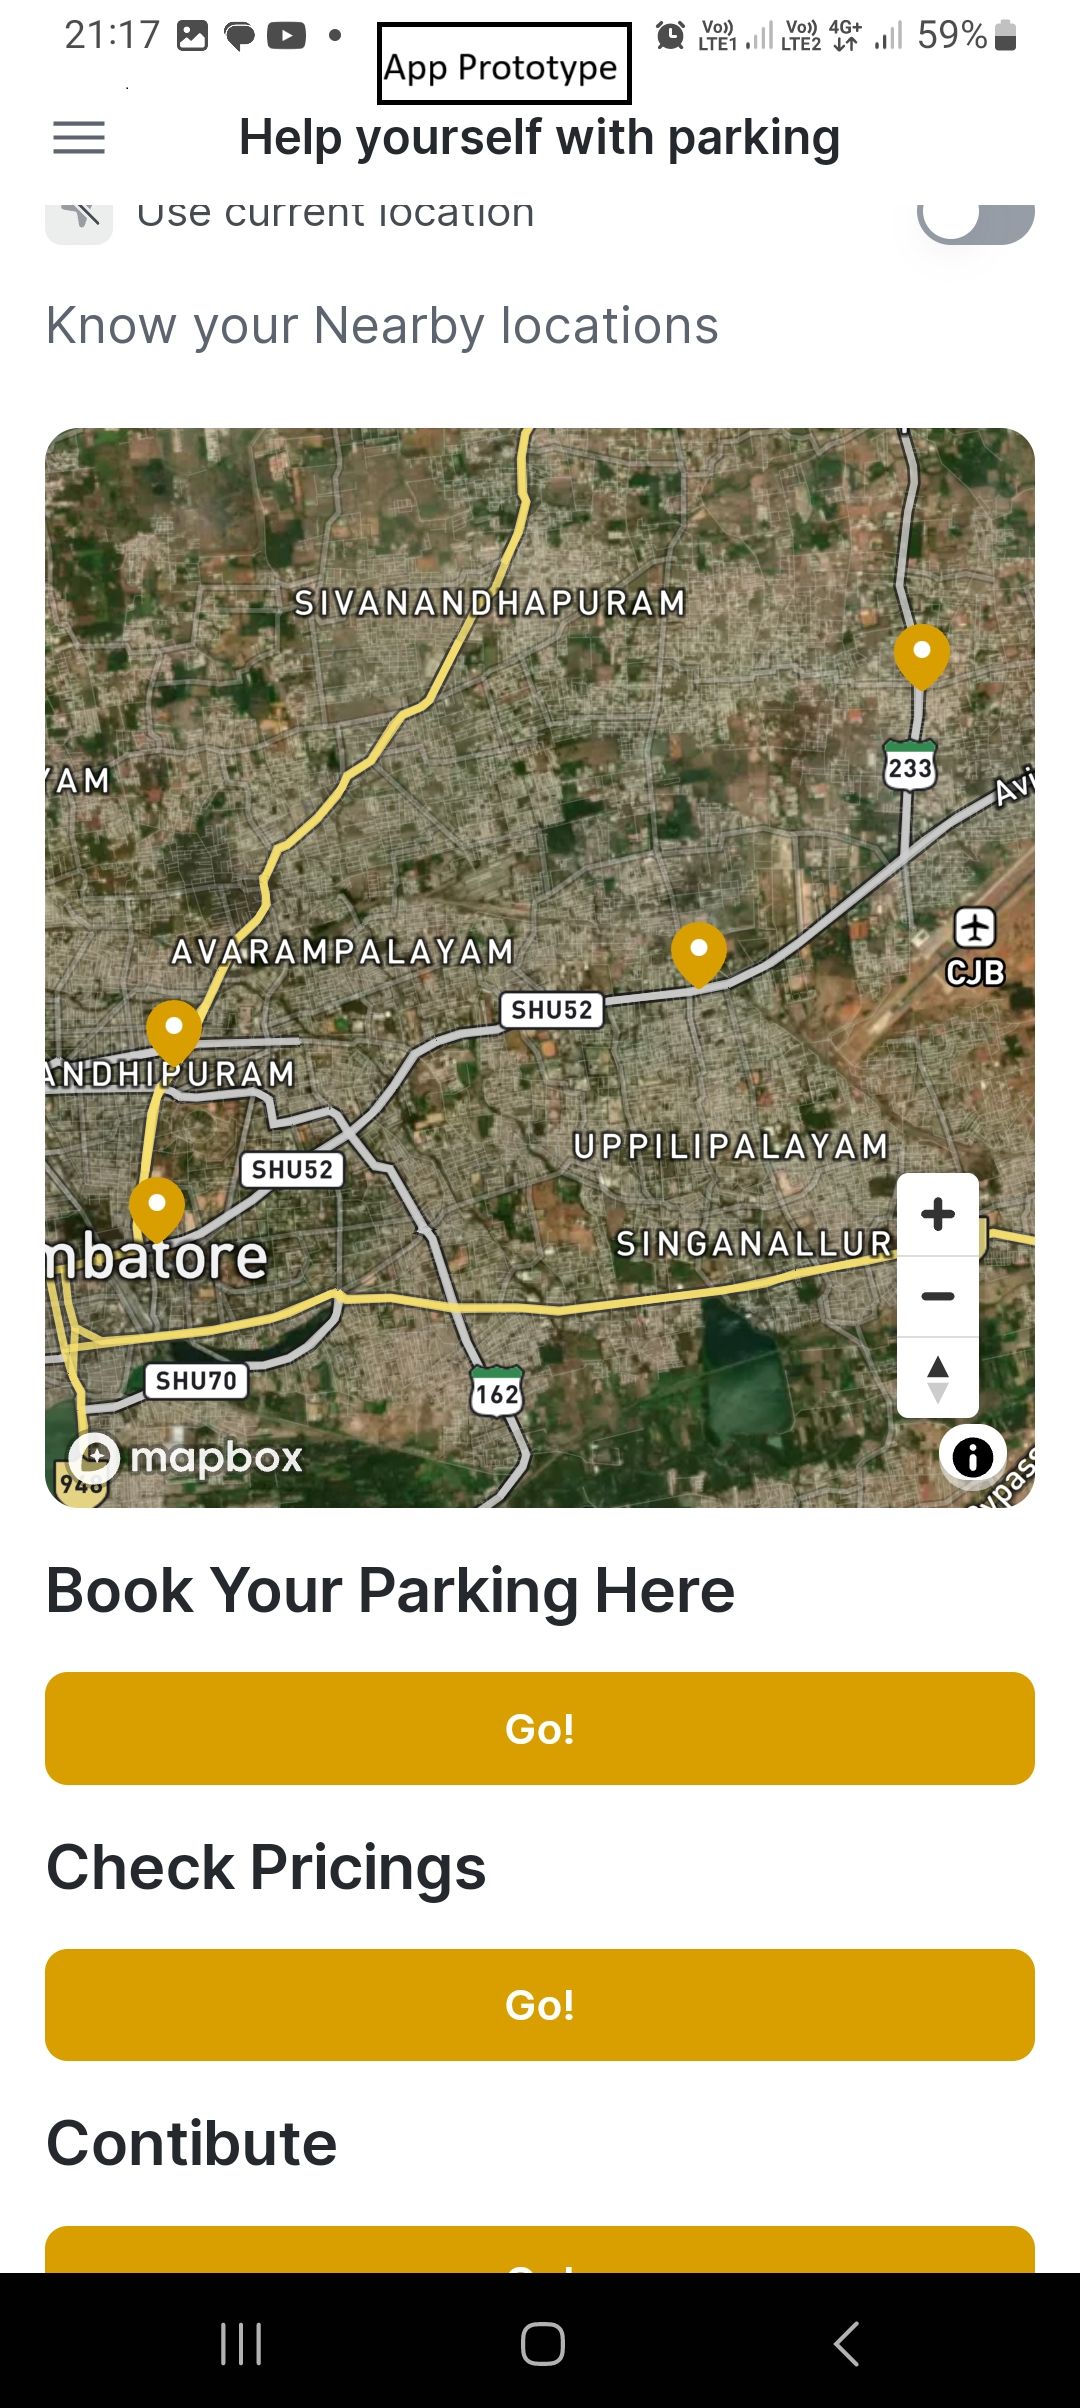 21:17
App Prototype
Vo)) LTE1
Vo)) LTE2
4G+
59%
Help yourself with parking
Use current location
Know your Nearby locations
SIVANANDHAPURAM
YAM
233
Avi
AVARAMPALAYAM
CJB
SHU52
ANDHIPURAM
UPPILIPALAYAM
SHU52
SINGANALLUR
mbatore
SHU70
162
mapbox
948
ypass
Book Your Parking Here
Go!
Check Pricings
Go!
Contibute
Go!